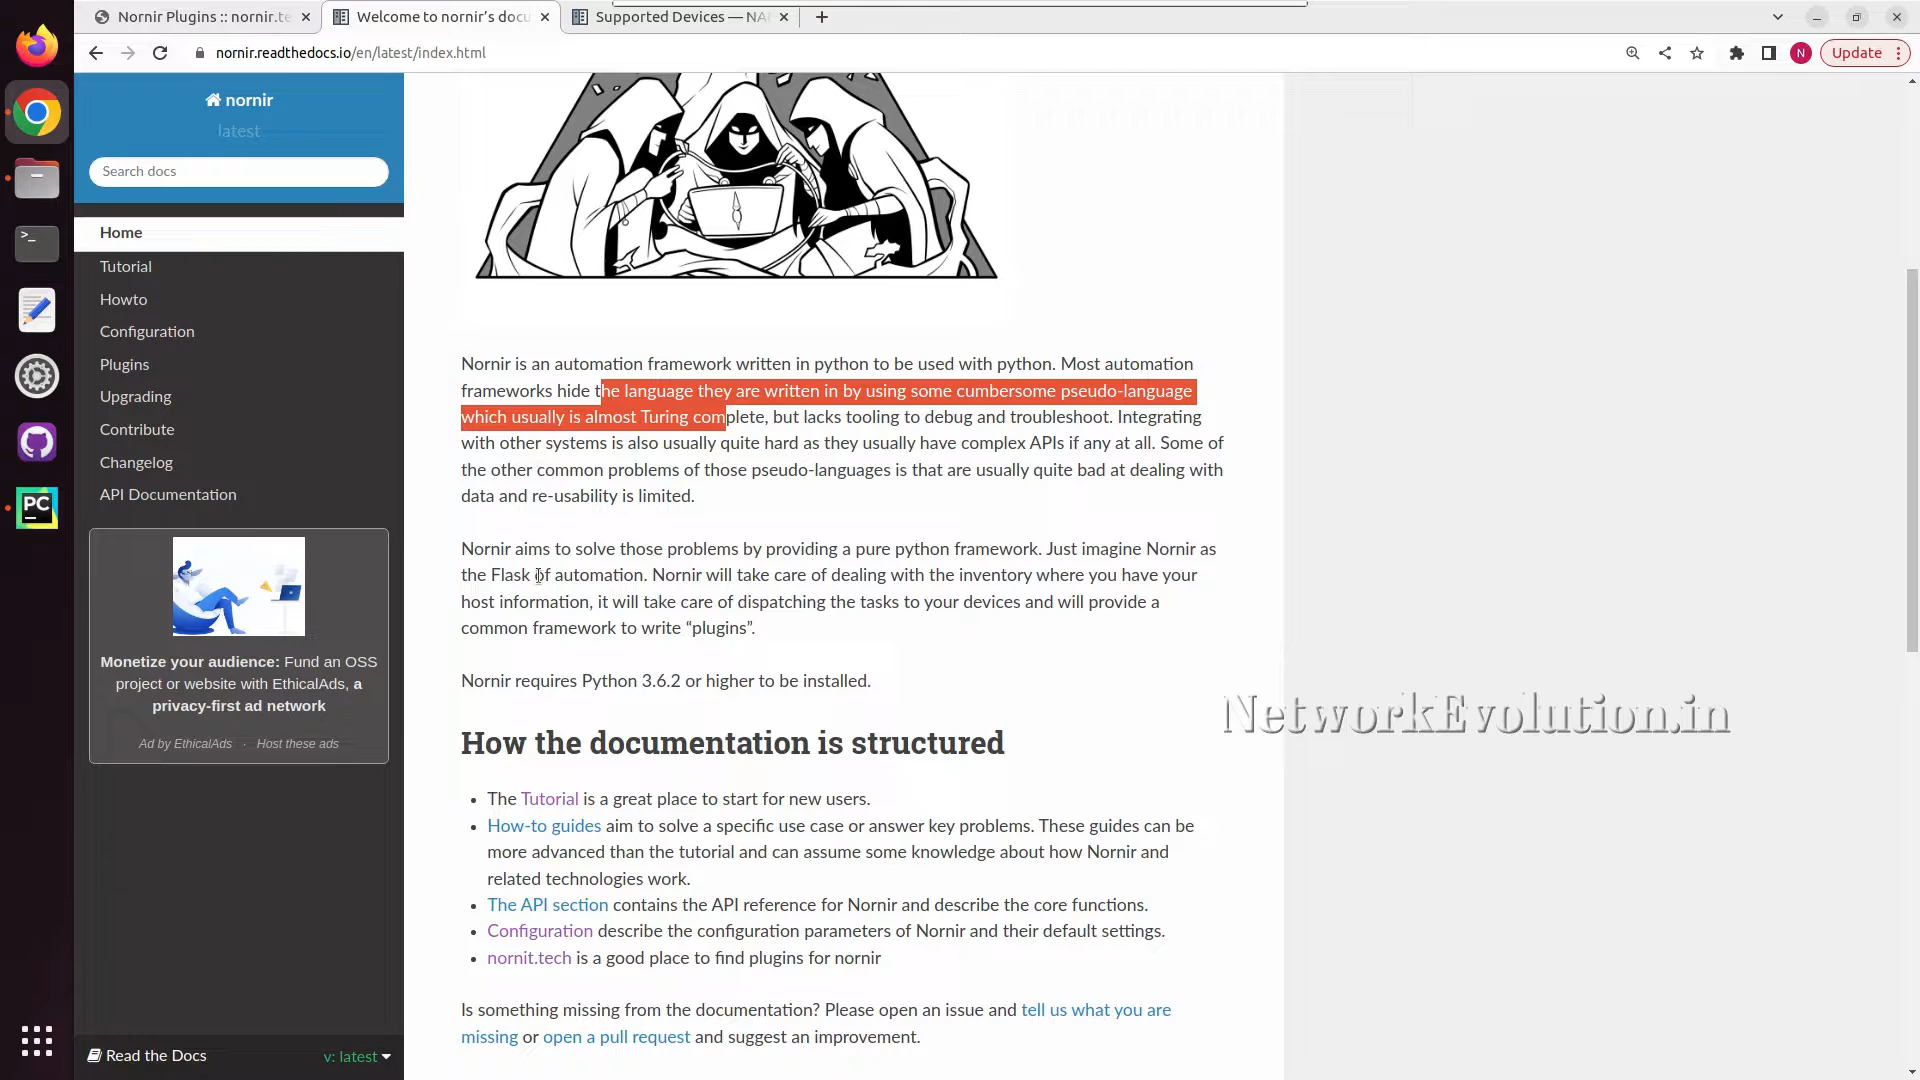 Nornir Plugins :: nornir.te
Welcome to nornir's docu
Supported Devices — NA
nornir.readthedocs.io/en/latest/index.html
N
Update
nornir
latest
Search docs
Home
Tutorial
Howto
Configuration
Plugins
Upgrading
Contribute
Changelog
API Documentation
Monetize your audience: Fund an OSS
project or website with EthicalAds, a
privacy-first ad network
Ad by EthicalAds · Host these ads
Read the Docs
v: latest
PC
Nornir is an automation framework written in python to be used with python. Most automation
frameworks hide the language they are written in by using some cumbersome pseudo-language
which usually is almost Turing complete, but lacks tooling to debug and troubleshoot. Integrating
with other systems is also usually quite hard as they usually have complex APIs if any at all. Some of
the other common problems of those pseudo-languages is that are usually quite bad at dealing with
data and re-usability is limited.
Nornir aims to solve those problems by providing a pure python framework. Just imagine Nornir as
the Flask of automation. Nornir will take care of dealing with the inventory where you have your
host information, it will take care of dispatching the tasks to your devices and will provide a
common framework to write “plugins”.
Nornir requires Python 3.6.2 or higher to be installed.
NetworkEvolution.in
How the documentation is structured
• The Tutorial is a great place to start for new users.
• How-to guides aim to solve a specific use case or answer key problems. These guides can be
more advanced than the tutorial and can assume some knowledge about how Nornir and
related technologies work.
• The API section contains the API reference for Nornir and describe the core functions.
• Configuration describe the configuration parameters of Nornir and their default settings.
• nornit.tech is a good place to find plugins for nornir
Is something missing from the documentation? Please open an issue and tell us what you are
missing or open a pull request and suggest an improvement.